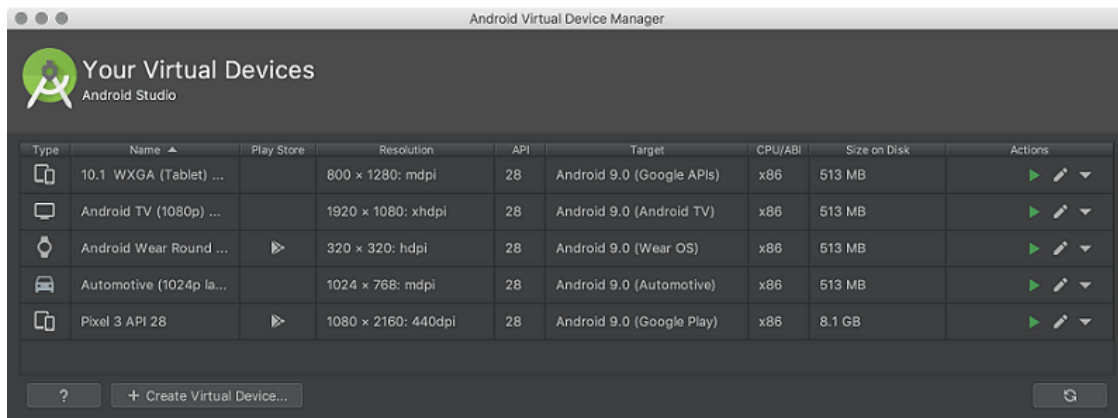 Android Virtual Device Manager
Your Virtual Devices
Android Studio
Type Name Play Store Resolution API Target CPU/ABI Size on Disk Actions
10.1 WXGA (Tablet) ... 800 × 1280: mdpi 28 Android 9.0 (Google APIs) x86 513 MB
Android TV (1080p) ... 1920 × 1080: xhdpi 28 Android 9.0 (Android TV) x86 513 MB
Android Wear Round ... 320 × 320: hdpi 28 Android 9.0 (Wear OS) x86 513 MB
Automotive (1024p la... 1024 × 768: mdpi 28 Android 9.0 (Automotive) x86 513 MB
Pixel 3 API 28 1080 × 2160: 440dpi 28 Android 9.0 (Google Play) x86 8.1 GB
? + Create Virtual Device...